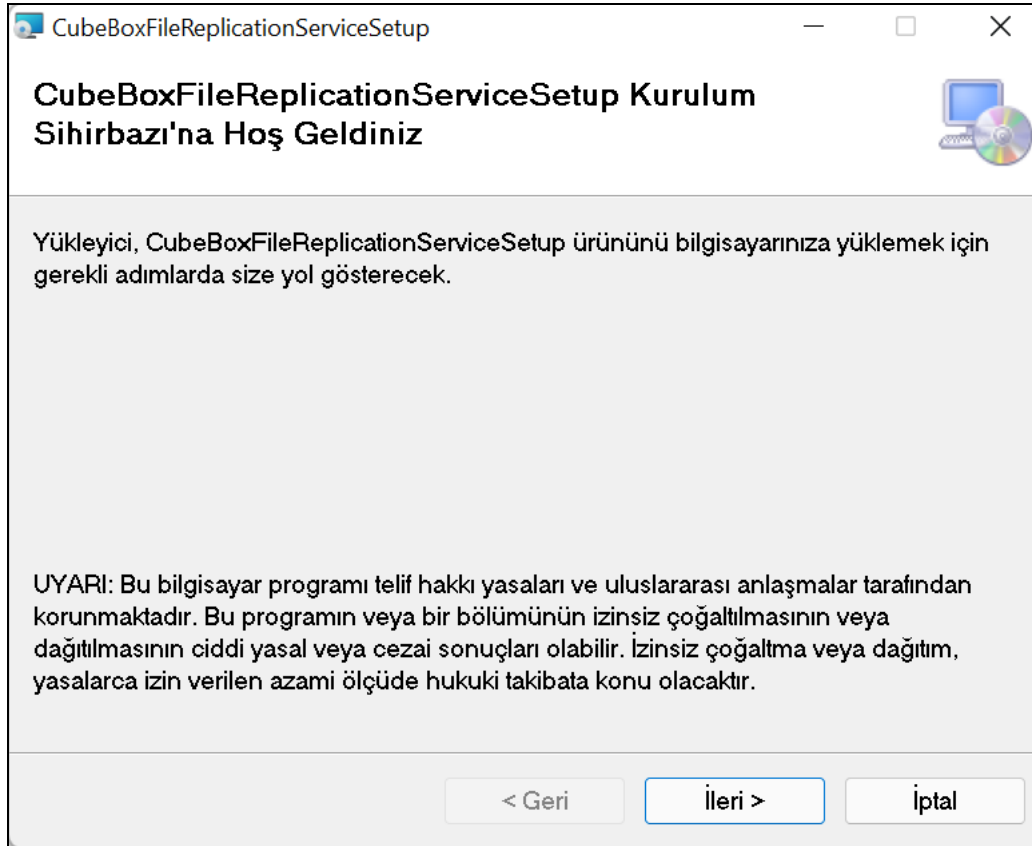 CubeBoxFileReplicationServiceSetup
CubeBoxFileReplicationServiceSetup Kurulum
Sihirbazı'na Hoş Geldiniz
Yükleyici, CubeBoxFileReplicationServiceSetup ürününü bilgisayarınıza yüklemek için
gerekli adımlarda size yol gösterecek.
UYARI: Bu bilgisayar programı telif hakkı yasaları ve uluslararası anlaşmalar tarafından
korunmaktadır. Bu programın veya bir bölümünün izinsiz çoğaltılmasının veya
dağıtılmasının ciddi yasal veya cezai sonuçları olabilir. İzinsiz çoğaltma veya dağıtım,
yasalarca izin verilen azami ölçüde hukuki takibata konu olacaktır.
< Geri
İleri >
İptal